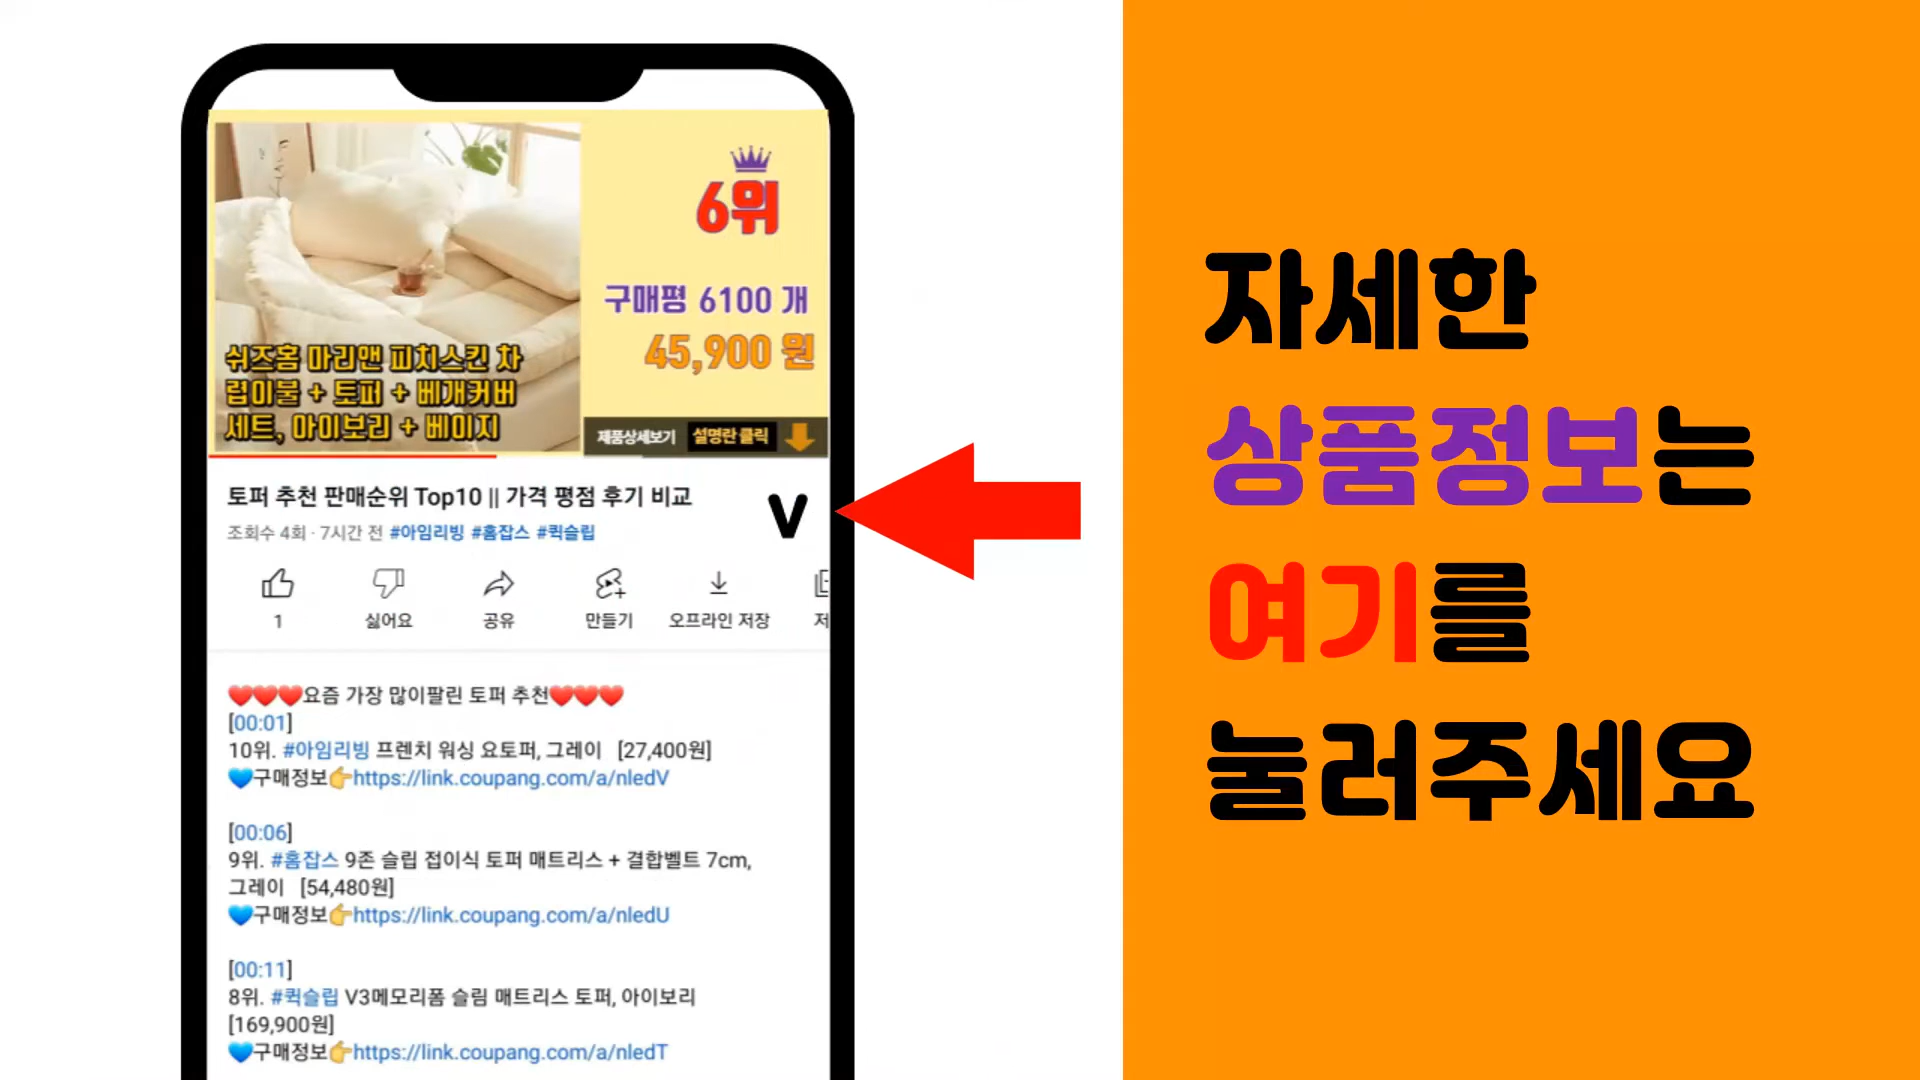 6위
구매평 6100 개
45,900 원
쉬즈홈 마리앤 피치스킨 차
렵이불 + 토퍼 + 베개커버
세트, 아이보리 + 베이지
제품상세보기 설명란 클릭
토퍼 추천 판매순위 Top10 || 가격 평점 후기 비교
V
조회수 4회 · 7시간 전 #아임리빙 #홈잡스 #퀵슬립
1 싫어요 공유 만들기 오프라인 저장 저
요즘 가장 많이팔린 토퍼 추천
[00:01]
10위. #아임리빙 프렌치 워싱 요토퍼, 그레이 [27,400원]
구매정보 https://link.coupang.com/a/nledV
[00:06]
9위. #홈잡스 9존 슬립 접이식 토퍼 매트리스 + 결합벨트 7cm,
그레이 [54,480원]
구매정보 https://link.coupang.com/a/nledU
[00:11]
8위. #퀵슬립 V3메모리폼 슬림 매트리스 토퍼, 아이보리
[169,900원]
구매정보 https://link.coupang.com/a/nledT
자세한
상품정보는
여기를
눌러주세요